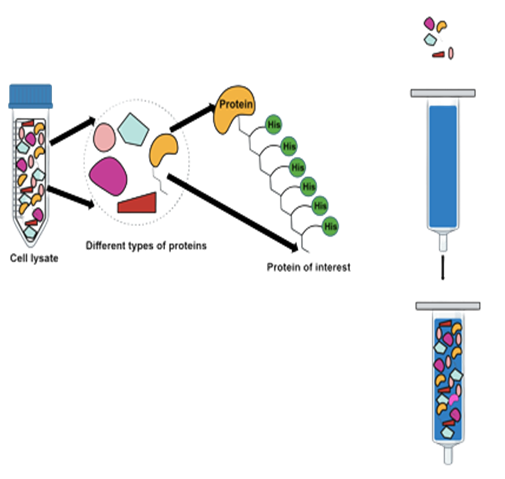 Protein
His
His
His
His
His
His
Different types of proteins
Cell lysate
Protein of interest